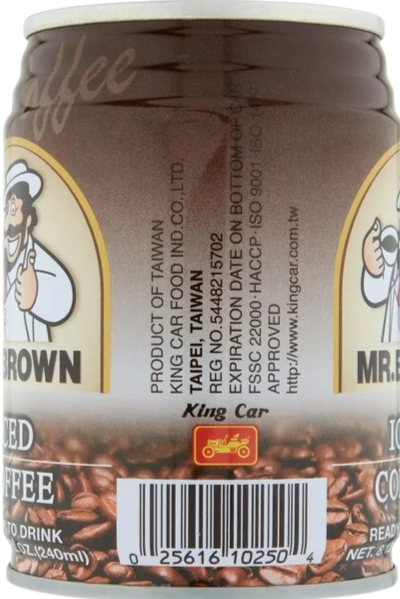 offee
PRODUCT OF TAIWAN
KING CAR FOOD IND.CO.,LTD.
TAIPEI, TAIWAN
REG NO.5448215702
EXPIRATION DATE ON BOTTOM OF
FSSC 22000·HACCP·ISO 9001·ISO
APPROVED
http://www.kingcar.com.tw
BROWN
CED
FFEE
TO DRINK
OZ.(240ml)
King Car
0 25616 10250 4
MR.
IC
CO
READY
NET. 8